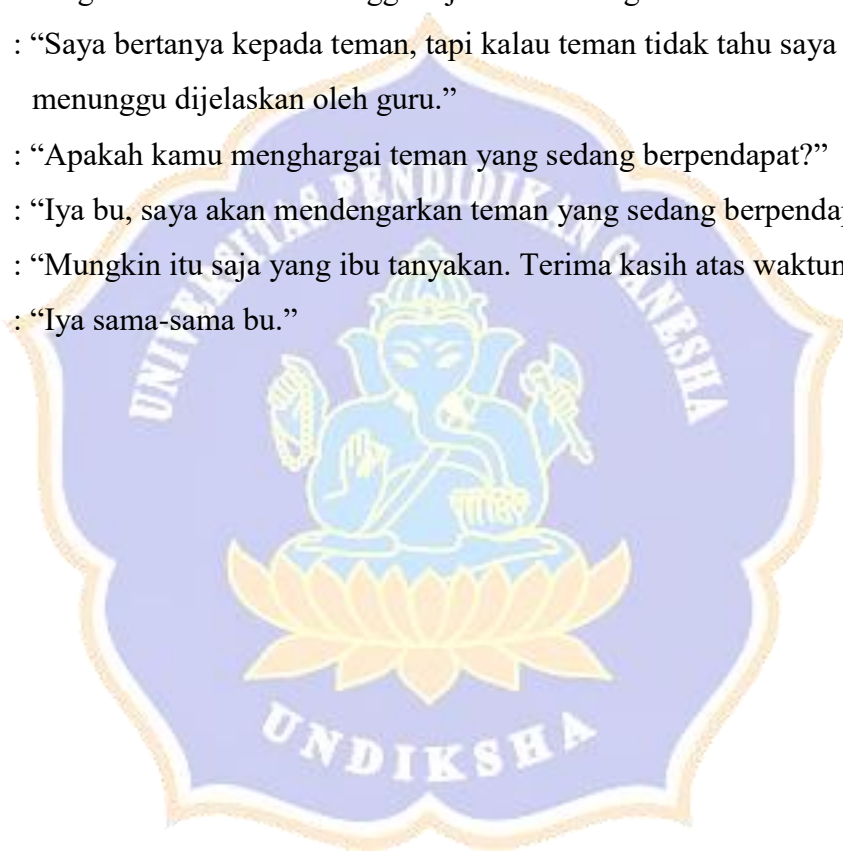 : “Saya bertanya kepada teman, tapi kalau teman tidak tahu saya
menunggu dijelaskan oleh guru.”
: “Apakah kamu menghargai teman yang sedang berpendapat?”
: “Iya bu, saya akan mendengarkan teman yang sedang
: “Mungkin itu saja yang ibu tanyakan. Terima kasih atas
: “Iya sama-sama bu.”
UNIVERSITAS PENDIDIKAN GANESHA
UNDIKSHA